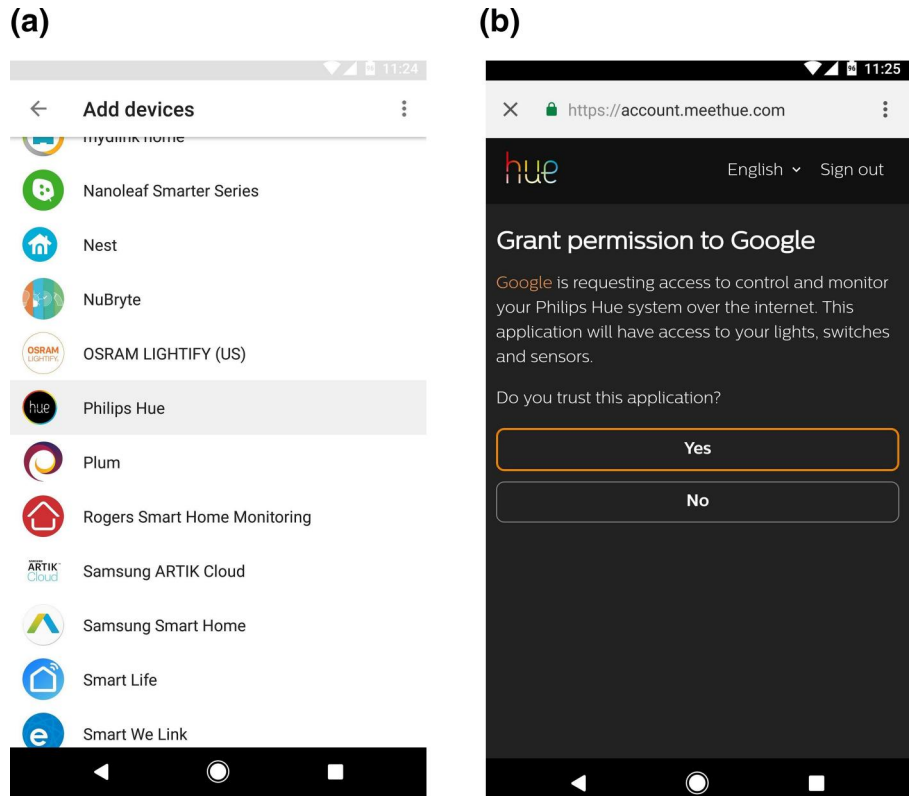 (a)
11:24
Add devices
mydlink home
Nanoleaf Smarter Series
Nest
NuBryte
OSRAM
LIGHTIFY
OSRAM LIGHTIFY (US)
hue
Philips Hue
Plum
Rogers Smart Home Monitoring
SAMSUNG
ARTIK
Cloud
Samsung ARTIK Cloud
Samsung Smart Home
Smart Life
e
Smart We Link
(b)
96
11:25
https://account.meethue.com
hue
English
Sign out
Grant permission to Google
Google is requesting access to control and monitor
your Philips Hue system over the internet. This
application will have access to your lights, switches
and sensors.
Do you trust this application?
Yes
No